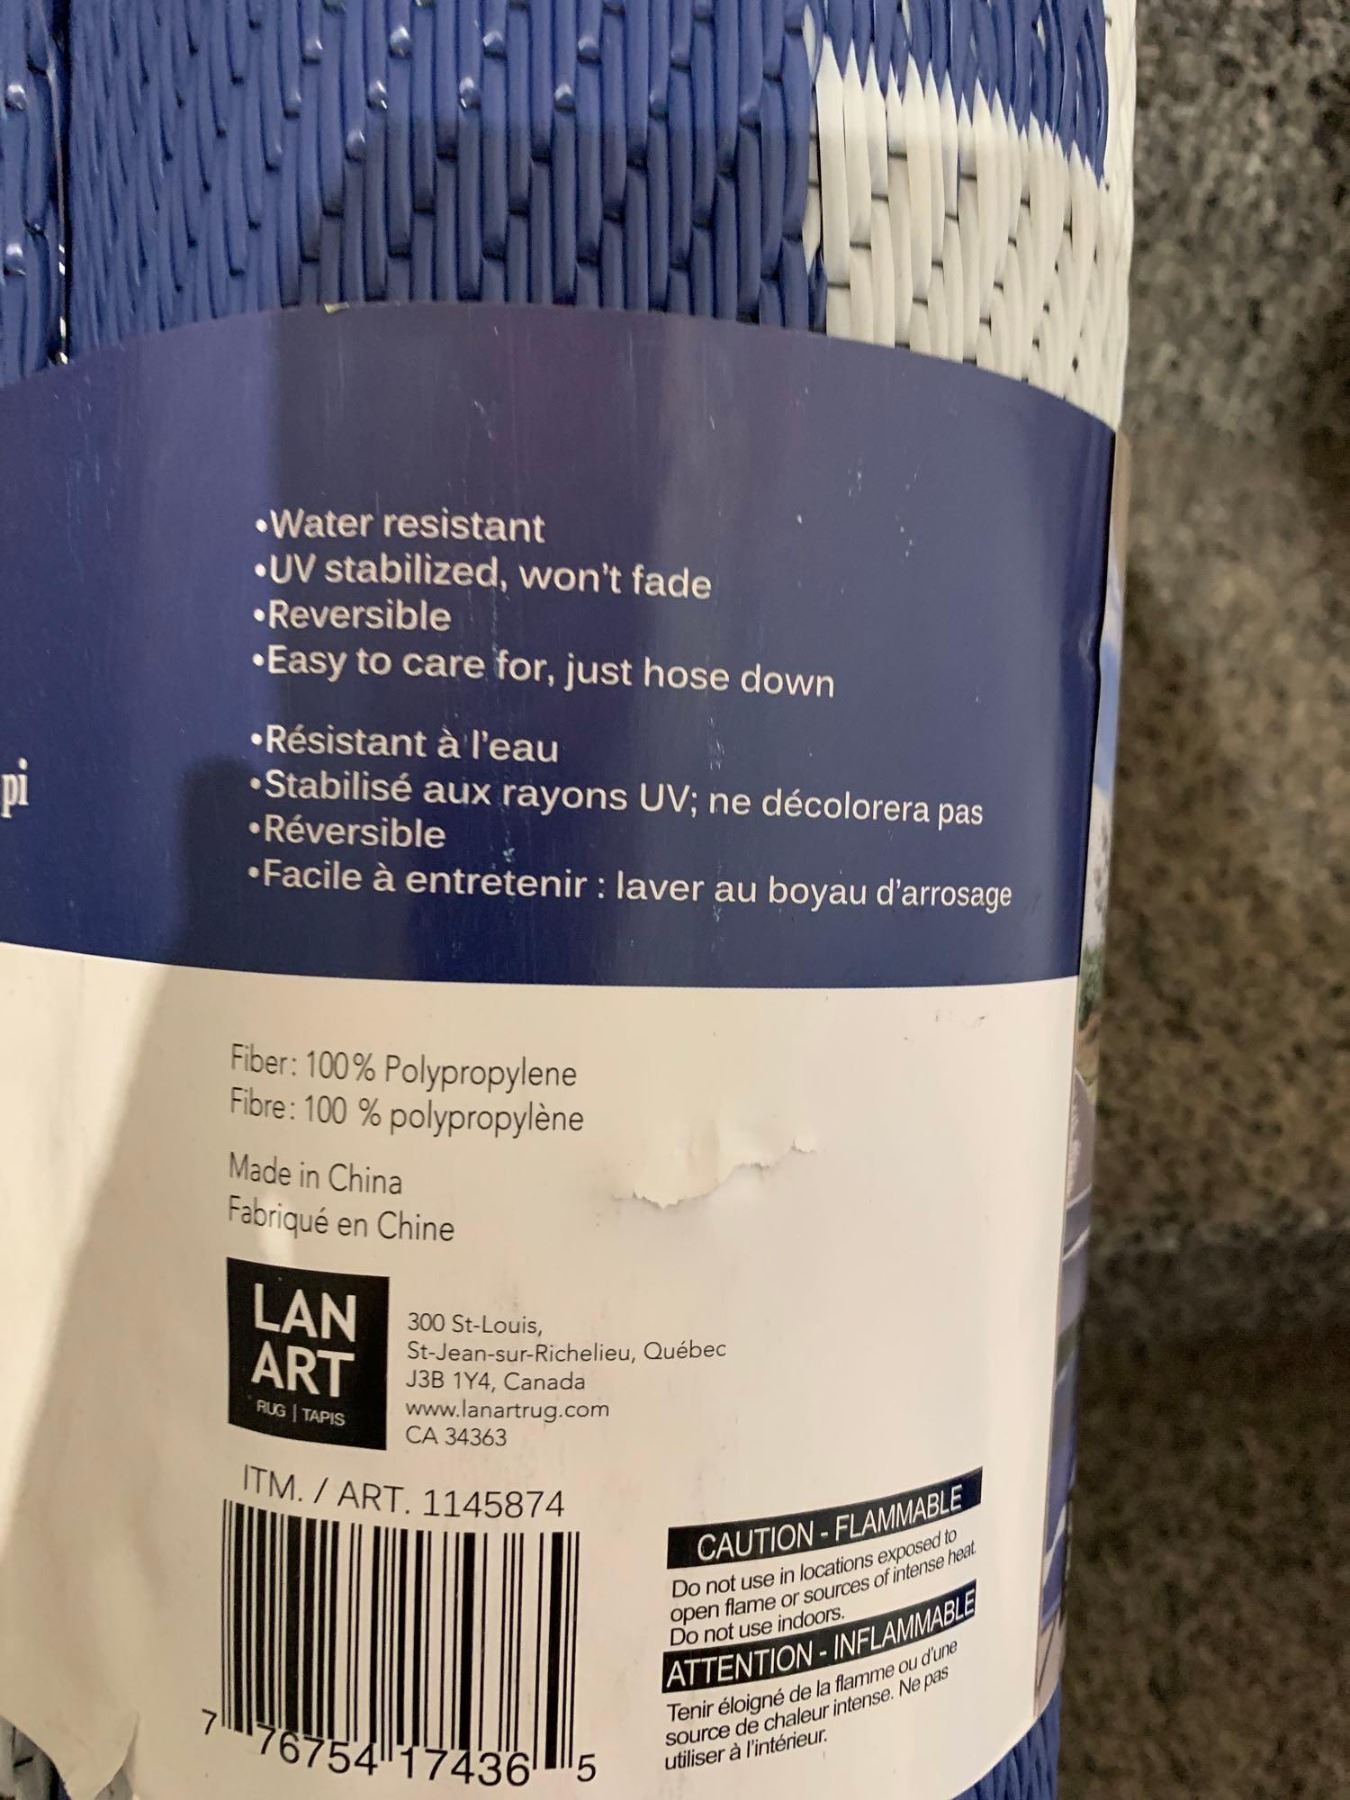 •Water resistant
•UV stabilized, won't fade
•Reversible
•Easy to care for, just hose down
•Résistant à l'eau
•Stabilisé aux rayons UV; ne décolorera pas
•Réversible
•Facile à entretenir : laver au boyau d'arrosage
pi
Fiber: 100% Polypropylene
Fibre: 100 % polypropylène
Made in China
Fabriqué en Chine
LAN
ART
RUG | TAPIS
300 St-Louis,
St-Jean-sur-Richelieu, Québec
J3B 1Y4, Canada
www.lanartrug.com
CA 34363
ITM. / ART. 1145874
7 76754 17436 5
CAUTION - FLAMMABLE
Do not use in locations exposed to
open flame or sources of intense heat.
Do not use indoors.
ATTENTION - INFLAMMABLE
Tenir éloigné de la flamme ou d'une
source de chaleur intense. Ne pas
utiliser à l'intérieur.